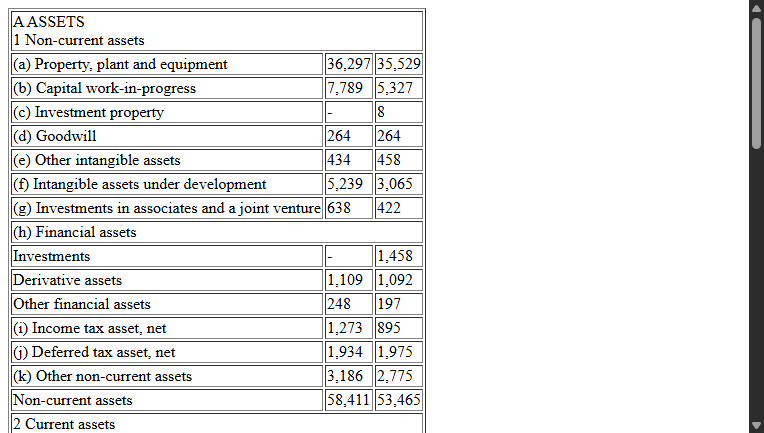 A ASSETS
1 Non-current assets
(a) Property, plant and equipment 36,297 35,529
(b) Capital work-in-progress 7,789 5,327
(c) Investment property - 8
(d) Goodwill 264 264
(e) Other intangible assets 434 458
(f) Intangible assets under development 5,239 3,065
(g) Investments in associates and a joint venture 638 422
(h) Financial assets
Investments - 1,458
Derivative assets 1,109 1,092
Other financial assets 248 197
(i) Income tax asset, net 1,273 895
(j) Deferred tax asset, net 1,934 1,975
(k) Other non-current assets 3,186 2,775
Non-current assets 58,411 53,465
2 Current assets